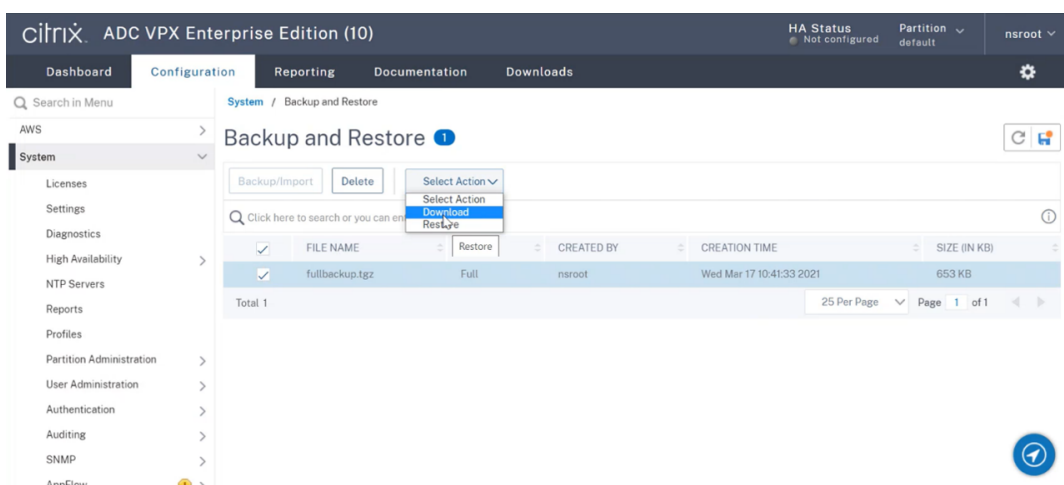 citrix. ADC VPX Enterprise Edition (10)
HA Status
Not configured
Partition
default
nsroot
Dashboard Configuration Reporting Documentation Downloads
Search in Menu
AWS
System
Licenses
Settings
Diagnostics
High Availability
NTP Servers
Reports
Profiles
Partition Administration
User Administration
Authentication
Auditing
SNMP
AppFlow
System / Backup and Restore
Backup and Restore 1
Backup/Import Delete Select Action
Select Action
Download
Restore
Click here to search or you can
Restore
FILE NAME CREATED BY CREATION TIME SIZE (IN KB)
fullbackup.tgz Full nsroot Wed Mar 17 10:41:33 2021 653 KB
Total 1 25 Per Page Page 1 of 1